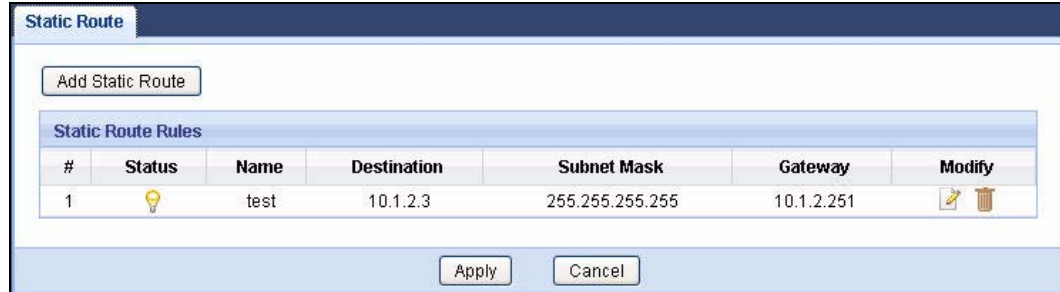 Static Route
Add Static Route
Static Route Rules
# Status Name Destination Subnet Mask Gateway Modify
1 test 10.1.2.3 255.255.255.255 10.1.2.251
Apply Cancel